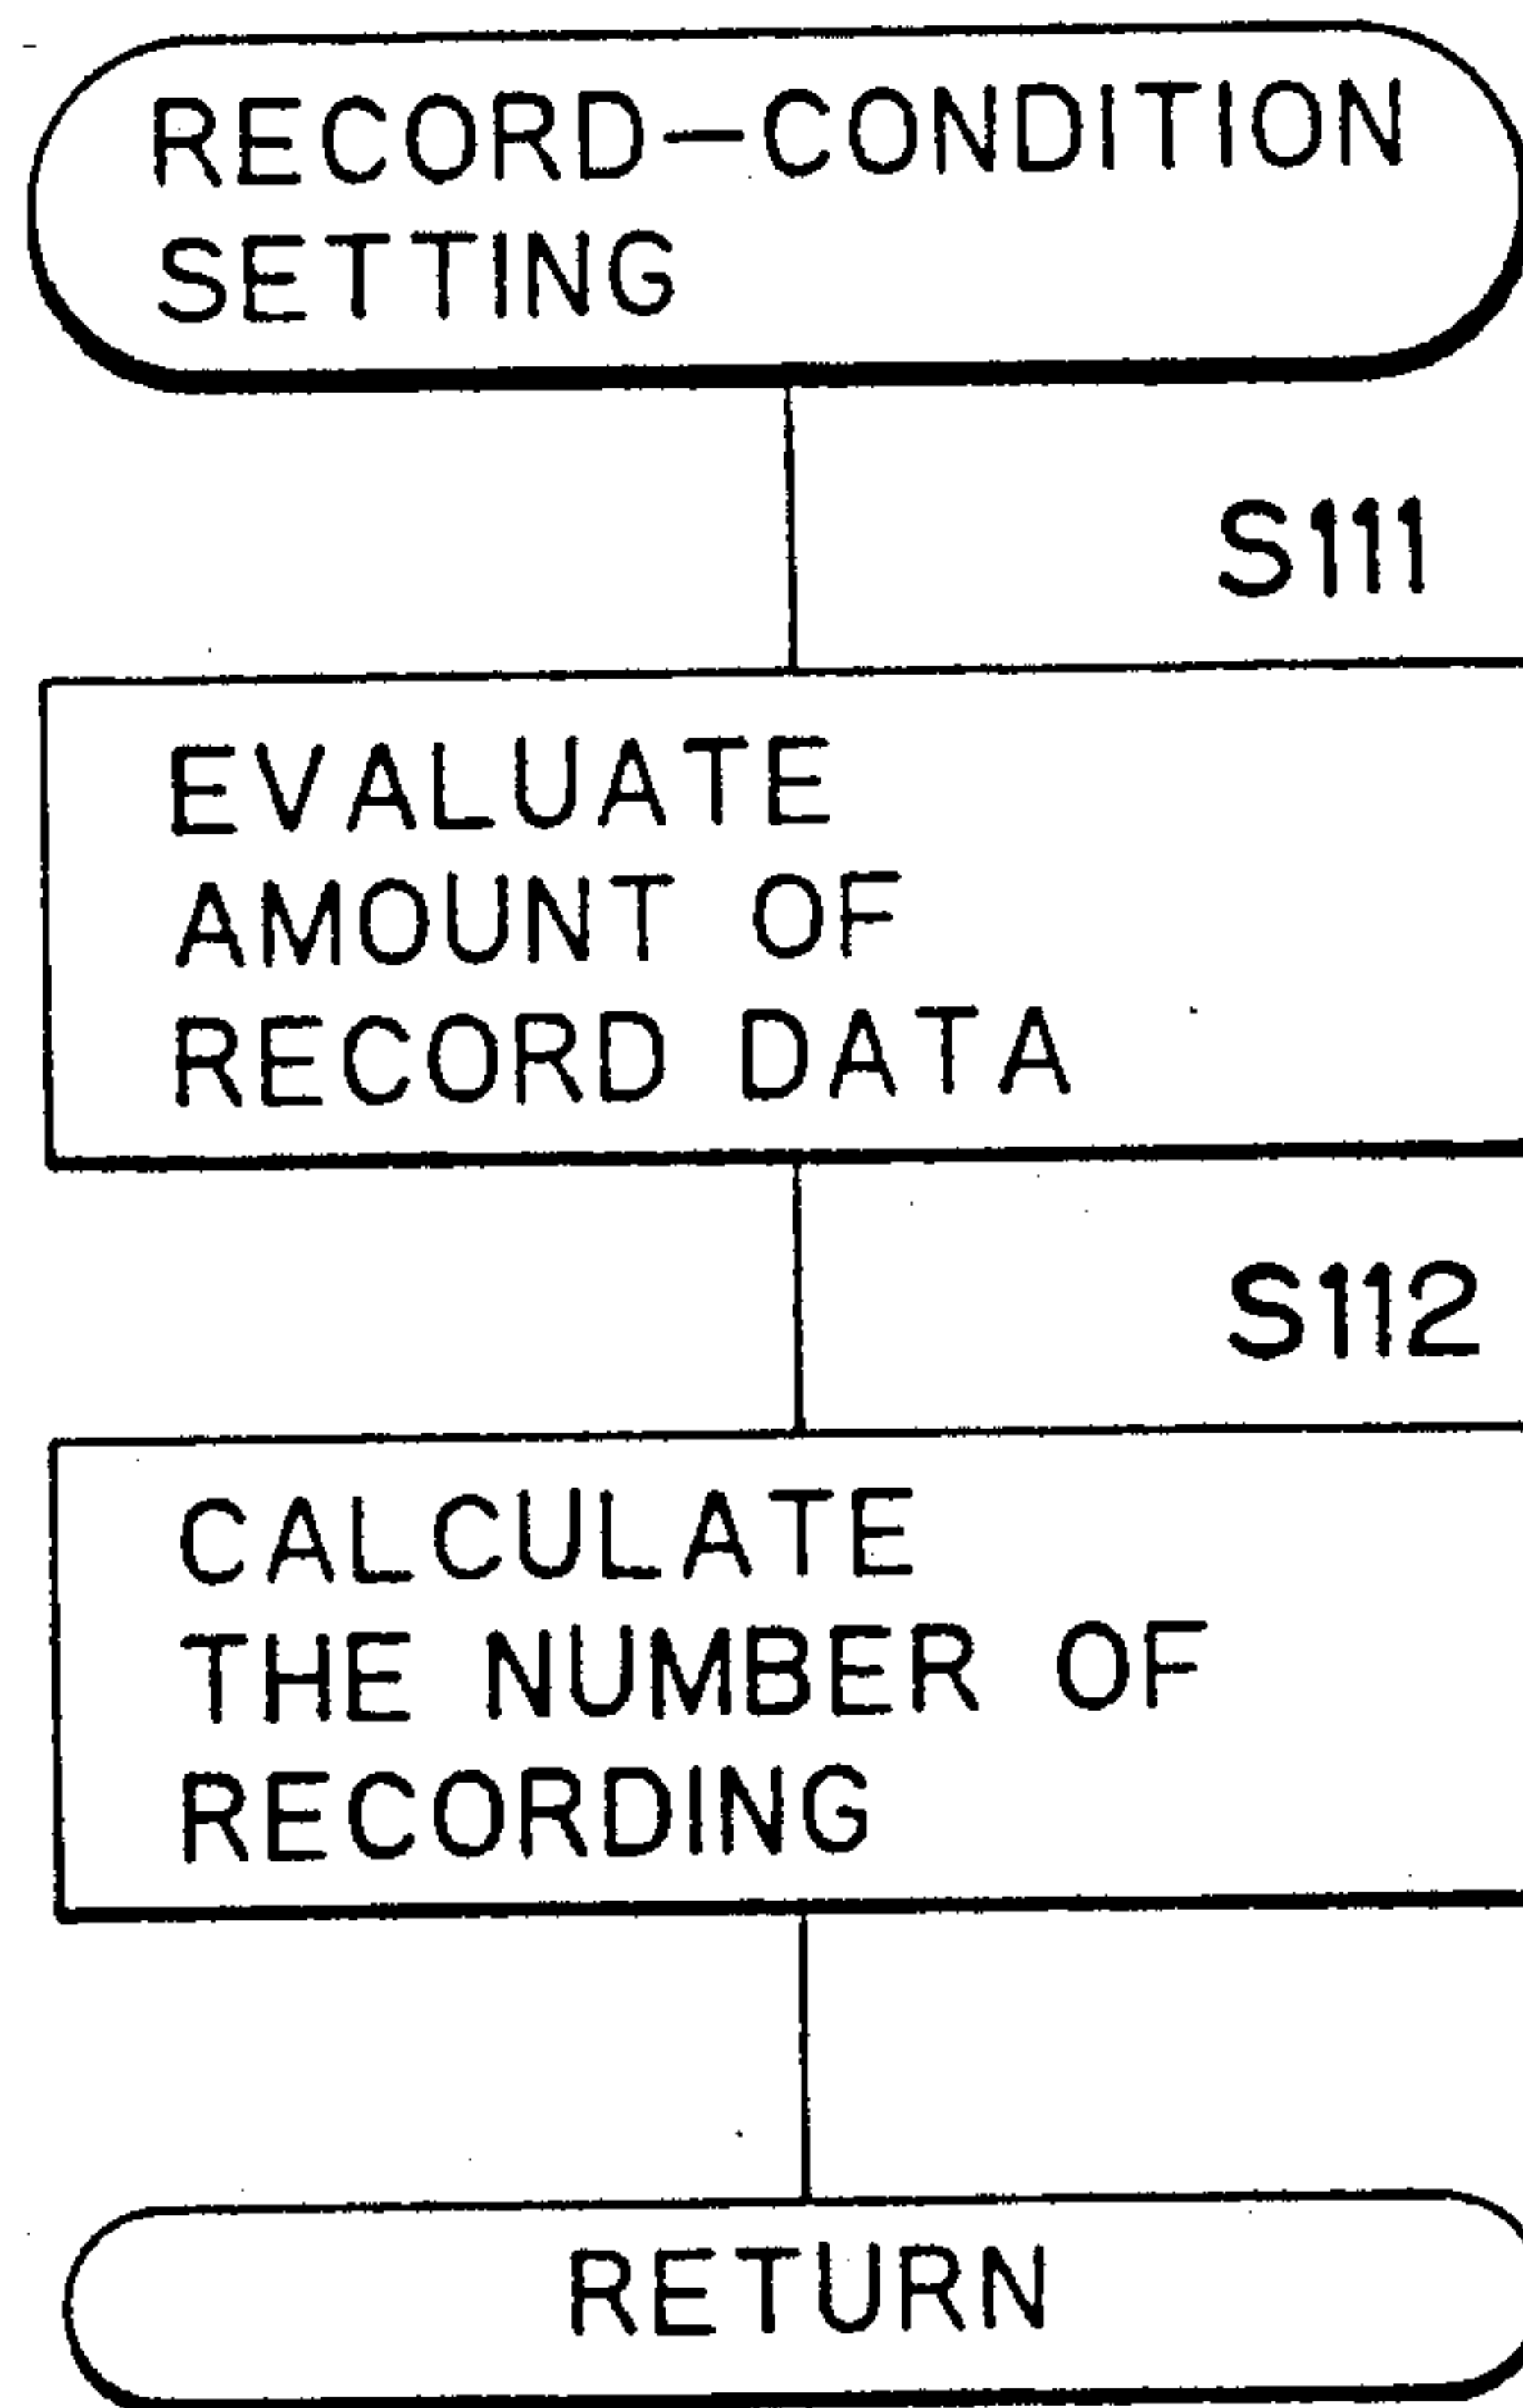 RECORD-CONDITION
SETTING
S111
EVALUATE
AMOUNT OF
RECORD DATA
S112
CALCULATE
THE NUMBER OF
RECORDING
RETURN